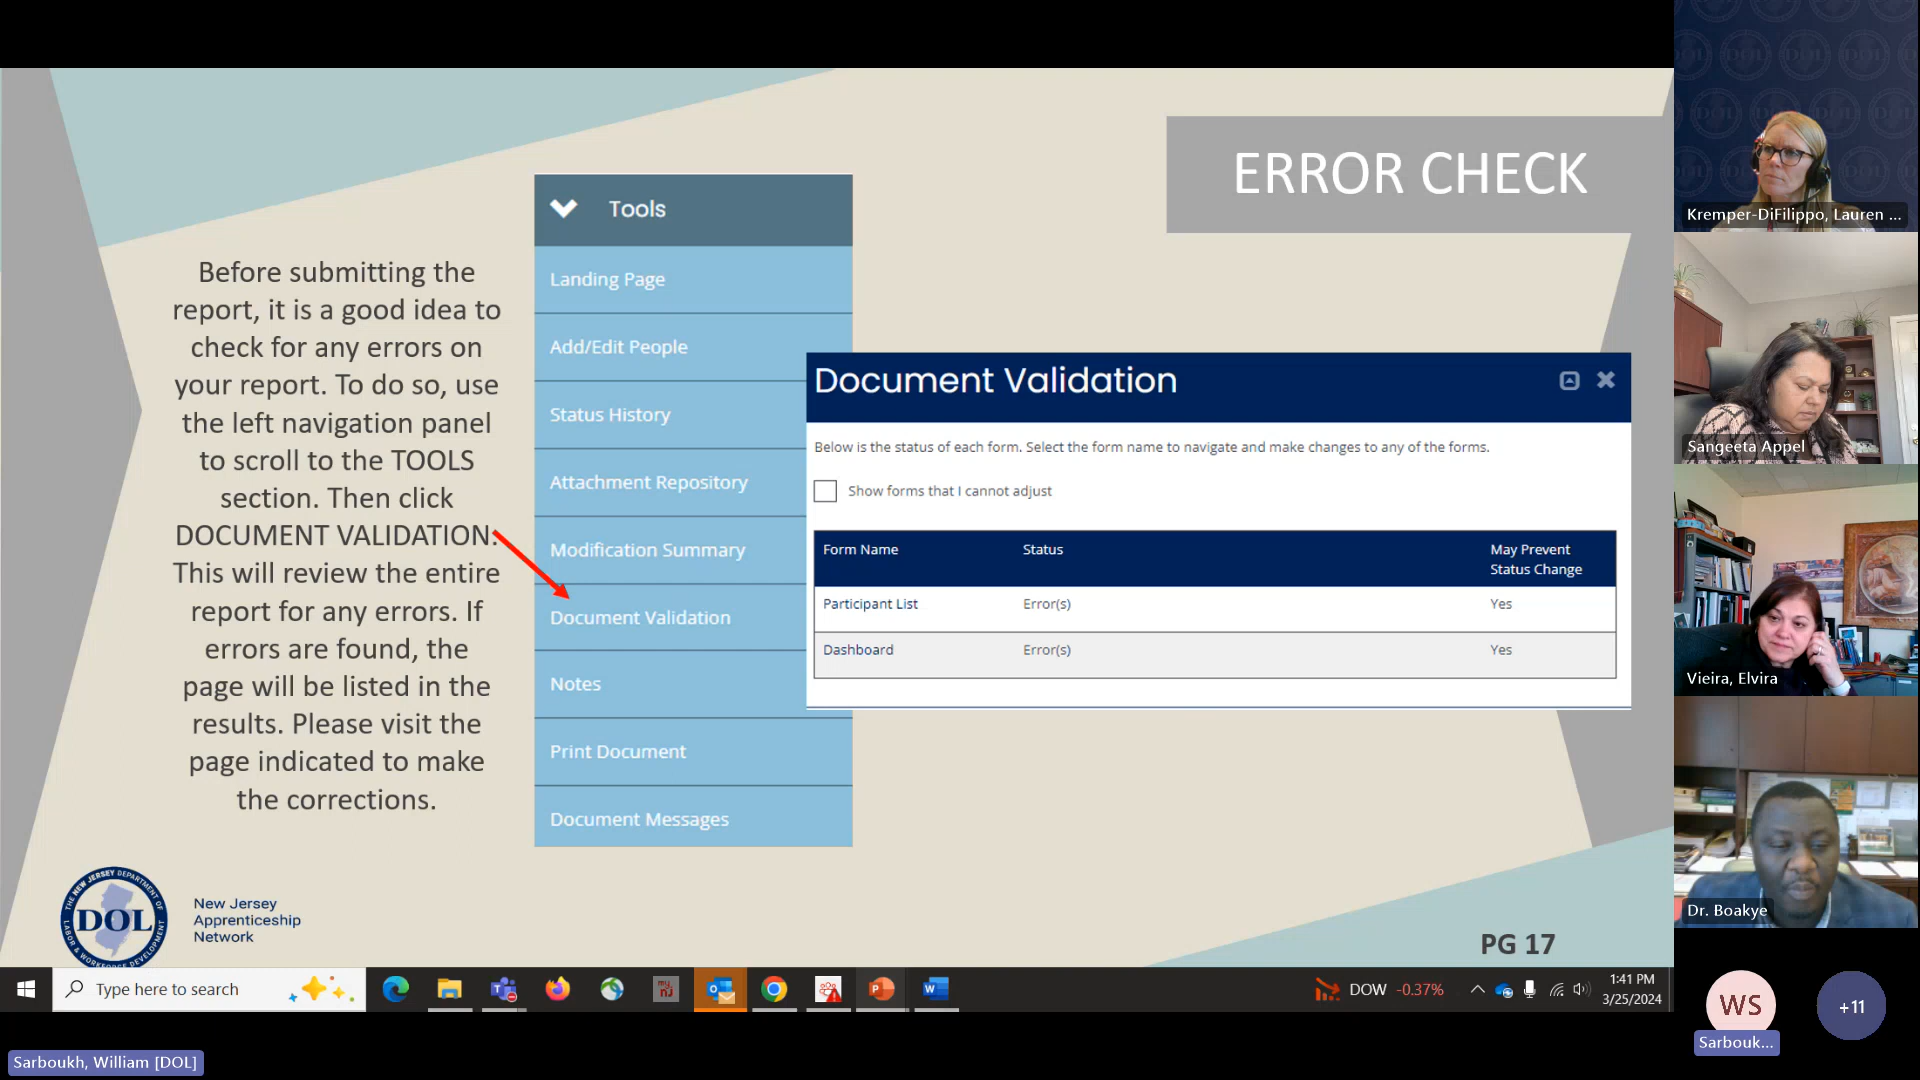 ERROR CHECK
Before submitting the
report, it is a good idea to
check for any errors on
your report. To do so, use
the left navigation panel
to scroll to the TOOLS
section. Then click
DOCUMENT VALIDATION.
This will review the entire
report for any errors. If
errors are found, the
page will be listed in the
results. Please visit the
page indicated to make
the corrections.
Tools
Landing Page
Add/Edit People
Status History
Attachment Repository
Modification Summary
Document Validation
Notes
Print Document
Document Messages
Document Validation
Below is the status of each form. Select the form name to navigate and make changes to any of the forms.
Show forms that I cannot adjust
Form Name Status May Prevent
Status Change
Participant List Error(s) Yes
Dashboard Error(s) Yes
THE NEW JERSEY DEPARTMENT OF
DOL
LABOR & WORKFORCE DEVELOPMENT
New Jersey
Apprenticeship
Network
PG 17
Type here to search
DOW -0.37%
1:41 PM
3/25/2024
Kremper-DiFilippo, Lauren ...
Sangeeta Appel
Vieira, Elvira
Dr. Boakye
WS
Sarbouk...
+11
Sarboukh, William [DOL]